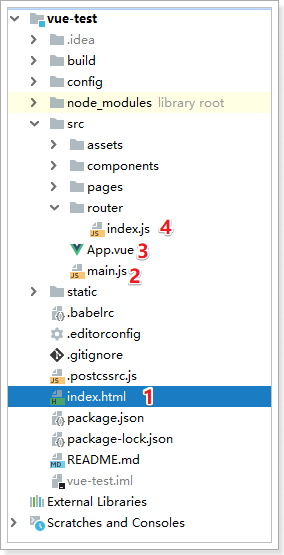 vue-test
.idea
build
config
node_modules library root
src
assets
components
pages
router
index.js 4
App.vue 3
main.js 2
static
.babelrc
.editorconfig
.gitignore
.postcssrc.js
index.html 1
package.json
package-lock.json
README.md
vue-test.iml
External Libraries
Scratches and Consoles